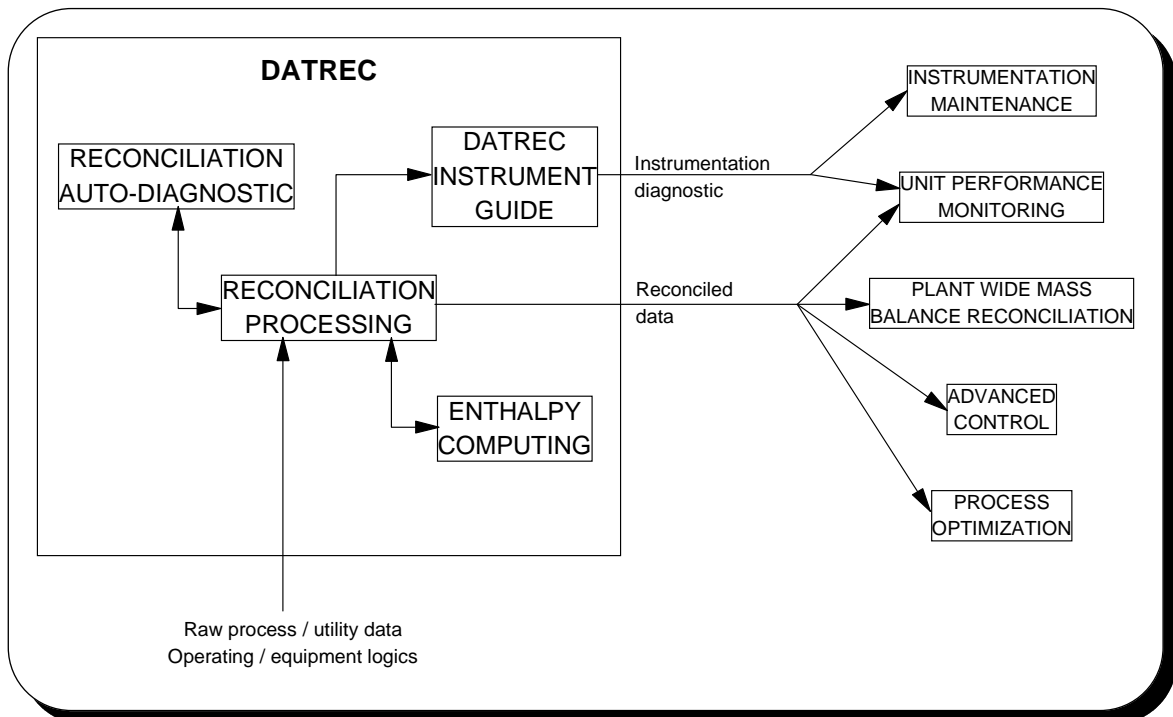 DATREC
RECONCILIATION
AUTO-DIAGNOSTIC
DATREC
INSTRUMENT
GUIDE
RECONCILIATION
PROCESSING
ENTHALPY
COMPUTING
Raw process / utility data
Operating / equipment logics
Instrumentation
diagnostic
Reconciled
data
INSTRUMENTATION
MAINTENANCE
UNIT PERFORMANCE
MONITORING
PLANT WIDE MASS
BALANCE RECONCILIATION
ADVANCED
CONTROL
PROCESS
OPTIMIZATION